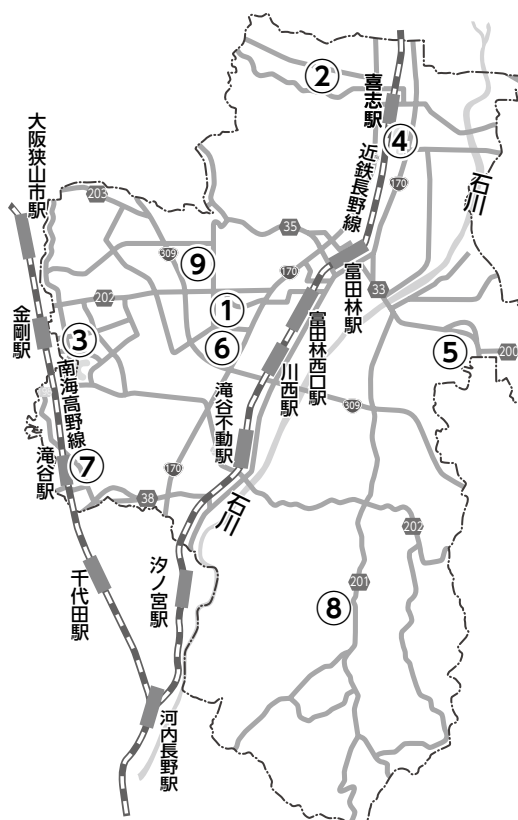 ②
喜志駅
④
近鉄長野線
170
石川
大阪狭山市駅
203
35
309
⑨
170
富田林駅
33
202
①
金剛駅
③
⑥
富田林西口駅
川西駅
⑤
200
南海高野線
滝谷不動駅
309
滝谷駅
⑦
170
38
石川
202
千代田駅
汐ノ宮駅
201
⑧
河内長野駅